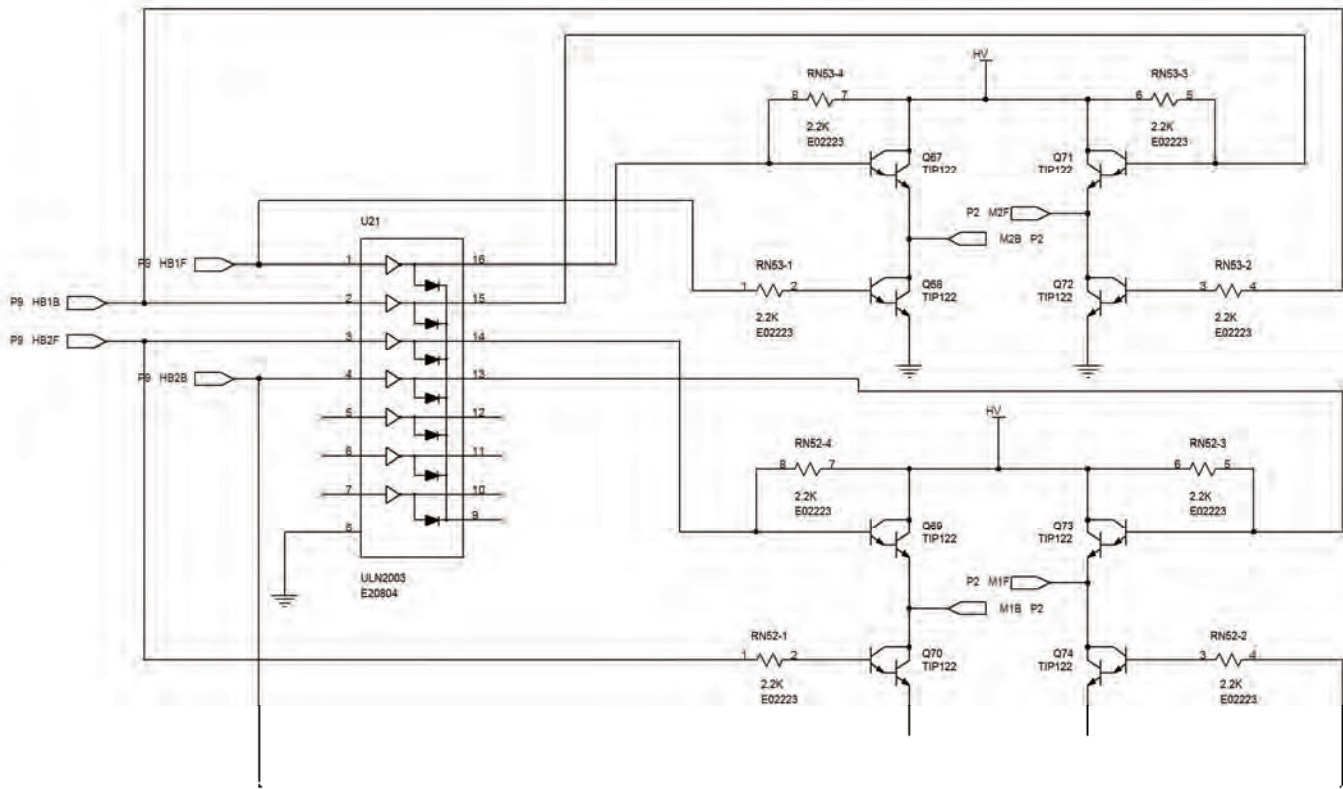 HV
RN53-4
RN53-3
8 7
6 5
2.2K
E02223
2.2K
E02223
Q67
TIP122
Q71
TIP122
U21
P2 M2F
M2B P2
P9 HB1F
1
16
RN53-1
RN53-2
P9 HB1B
2
15
1 2
Q68
TIP122
Q72
TIP122
3 4
2.2K
E02223
2.2K
E02223
P9 HB2F
3
14
P9 HB2B
4
13
5
12
HV
6
11
RN52-4
RN52-3
8 7
6 5
7
10
2.2K
E02223
2.2K
E02223
9
8
Q69
TIP122
Q73
TIP122
ULN2003
E20804
P2 M1F
M1B P2
RN52-1
RN52-2
1 2
Q70
TIP122
Q74
TIP122
3 4
2.2K
E02223
2.2K
E02223